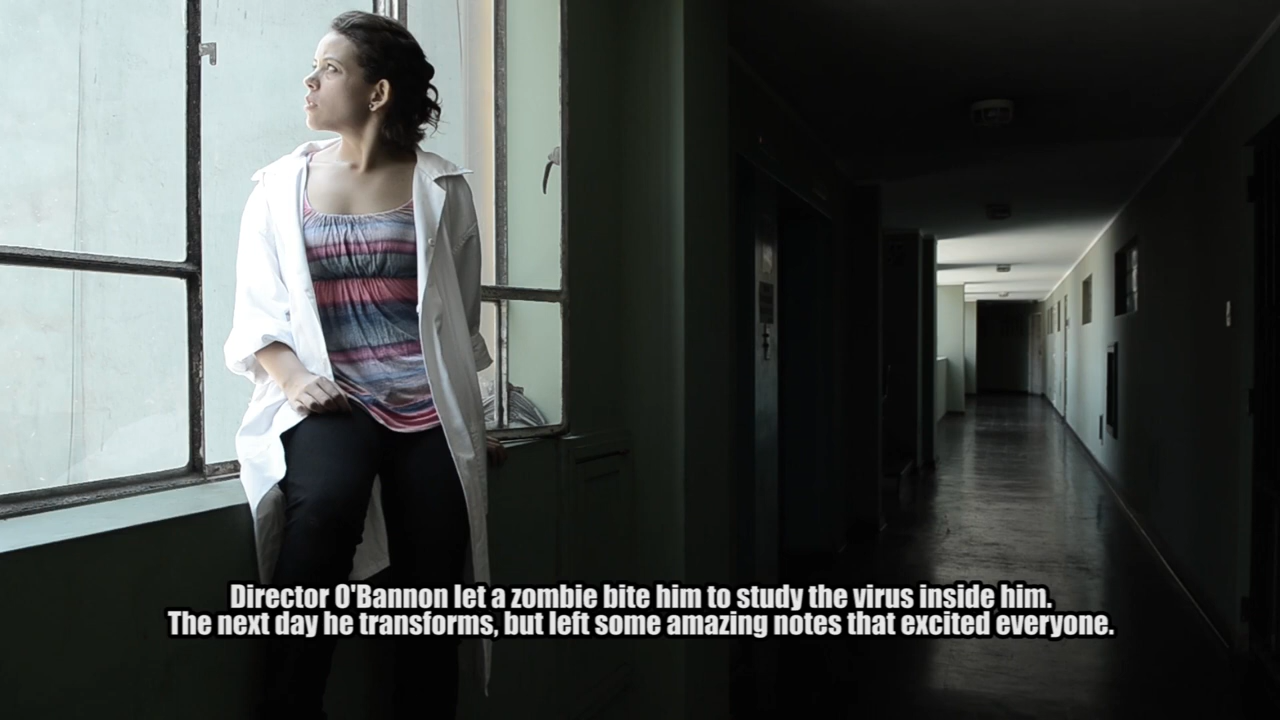 Director O'Bannon let a zombie bite him to study the virus inside him.
The next day he transforms, but left some amazing notes that excited everyone.